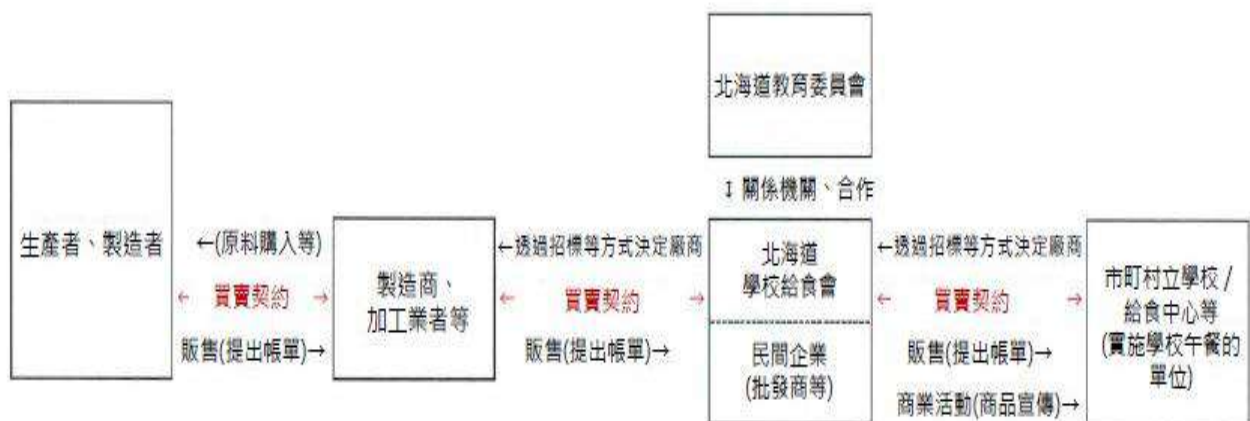 北海道教育委員會
↕ 關係機關、合作
生產者、製造者
←(原料購入等)
← 買賣契約 →
販售(提出帳單)→
製造商、
加工業者等
←透過招標等方式決定廠商
← 買賣契約 →
販售(提出帳單)→
北海道
學校給食會
民間企業
(批發商等)
←透過招標等方式決定廠商
← 買賣契約 →
販售(提出帳單)→
商業活動(商品宣傳)→
市町村立學校 /
給食中心等
(實施學校午餐的
單位)